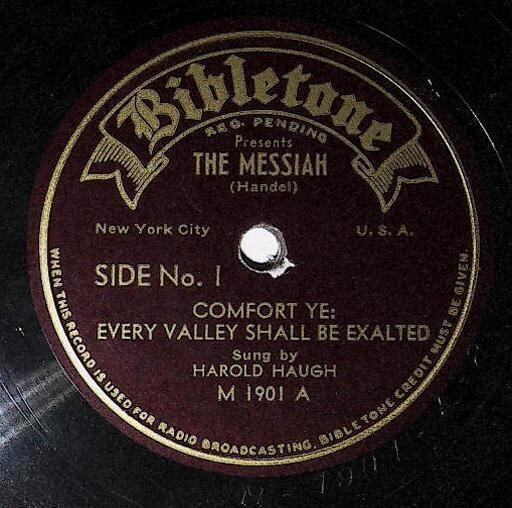 Bibletone
REG. PENDING
Presents
THE MESSIAH
(Handel)
New York City
U. S. A.
SIDE No. 1
COMFORT YE:
EVERY VALLEY SHALL BE EXALTED
Sung by
HAROLD HAUGH
M 1901 A
WHEN THIS RECORD IS USED FOR RADIO BROADCASTING, BIBLETONE CREDIT MUST BE GIVEN.